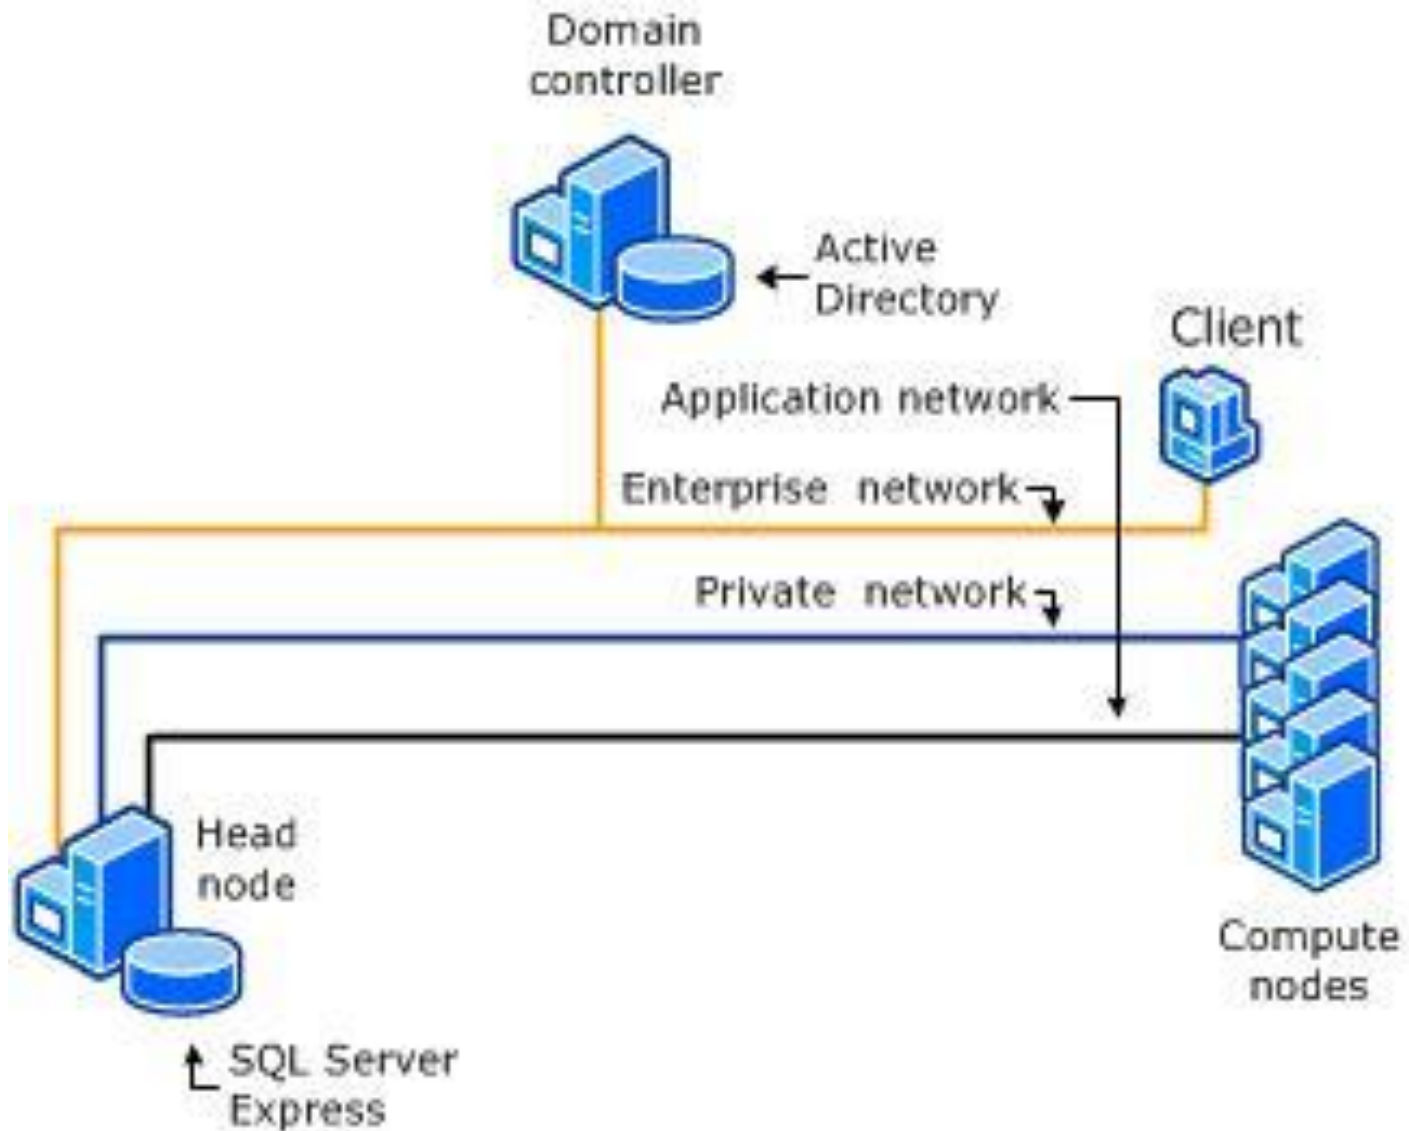 Domain
controller
Active
Directory
Client
Application network
Enterprise network
Private network
Head
node
Compute
nodes
SQL Server
Express